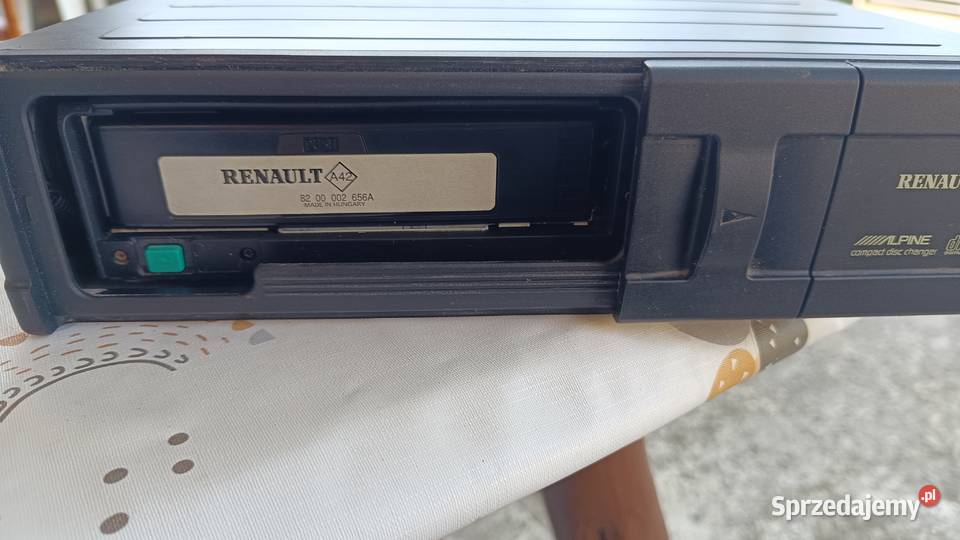 RENAULT A42
82 00 002 656A
MADE IN HUNGARY
RENAU
ALPINE
compact disc changer
Sprzedajemy.pl